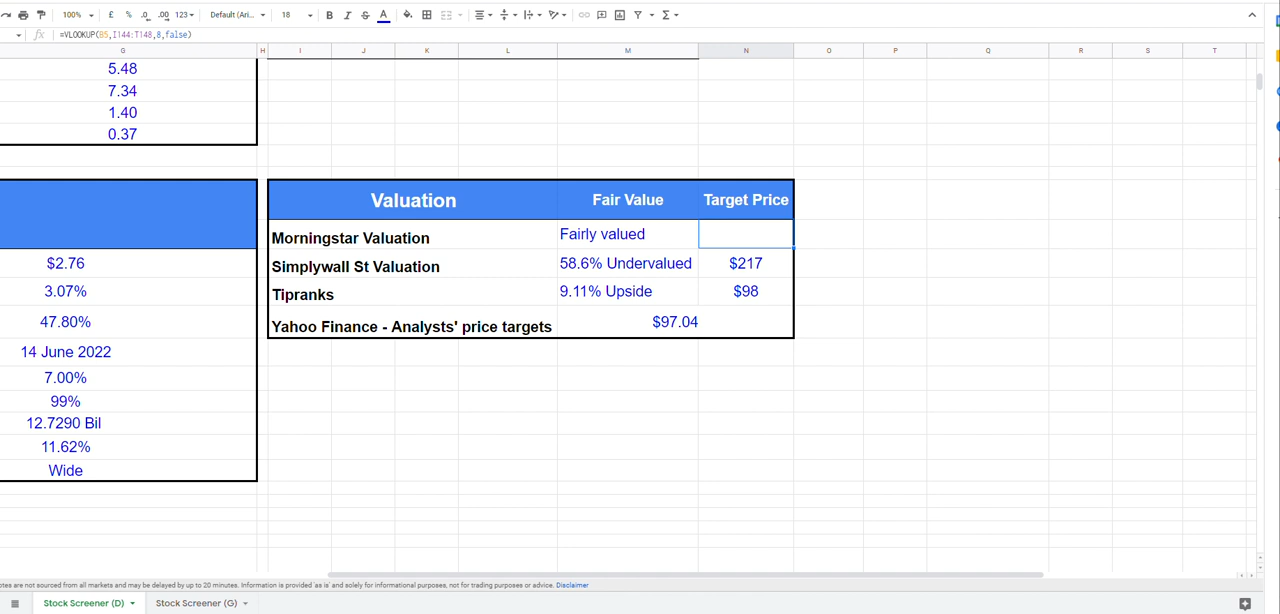 100% £ % .0 .00 123 Default (Ari... 18 B I S A
fx =VLOOKUP(B5,I144:T148,8,false)
G H I J K L M N O P Q R S T
5.48
7.34
1.40
0.37
Valuation Fair Value Target Price
Morningstar Valuation Fairly valued
$2.76 Simplywall St Valuation 58.6% Undervalued $217
3.07% Tipranks 9.11% Upside $98
47.80% Yahoo Finance - Analysts' price targets $97.04
14 June 2022
7.00%
99%
12.7290 Bil
11.62%
Wide
otes are not sourced from all markets and may be delayed by up to 20 minutes. Information is provided 'as is' and solely for informational purposes, not for trading purposes or advice. Disclaimer
Stock Screener (D) Stock Screener (G)